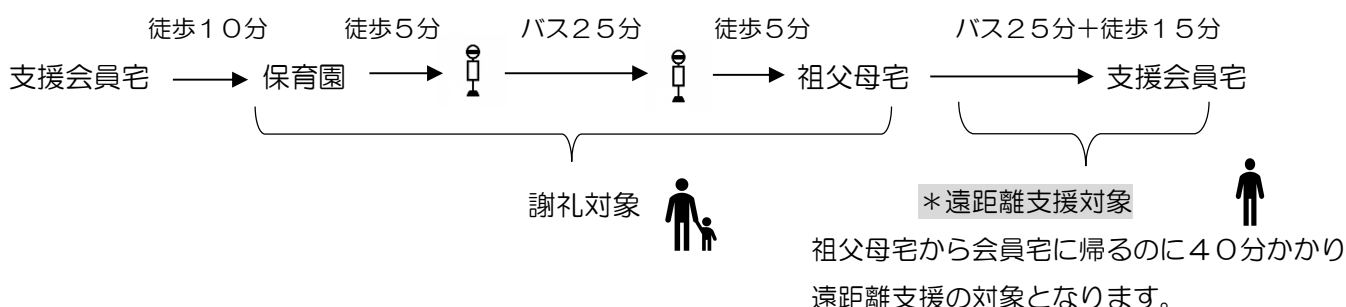 徒歩１０分　徒歩５分　バス２５分　徒歩５分　バス２５分＋徒歩１５分
支援会員宅　保育園　祖父母宅　支援会員宅
謝礼対象　＊遠距離支援対象
祖父母宅から会員宅に帰るのに４０分かかり
遠距離支援の対象となります。